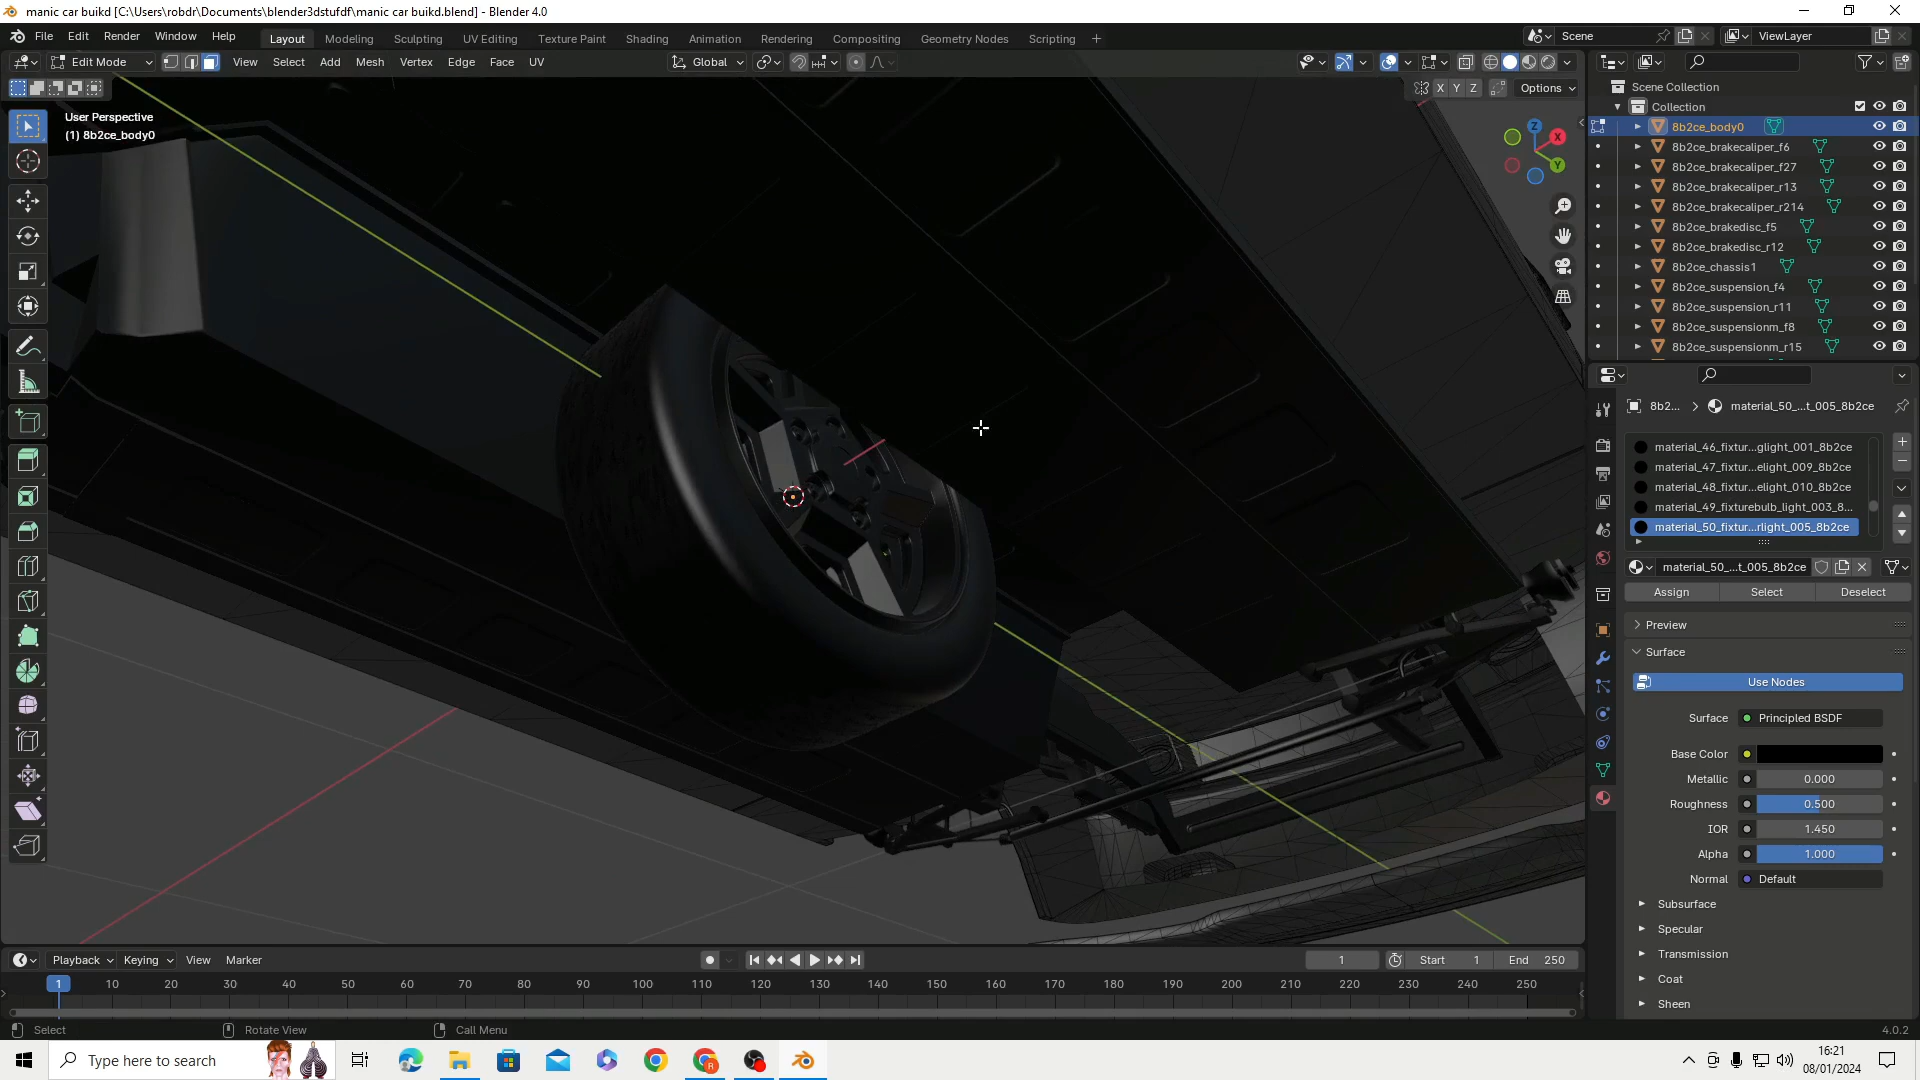 manic car buikd [C:\Users\robdr\Documents\blender3dstufdf\manic car buikd.blend] - Blender 4.0
File Edit Render Window Help
Layout Modeling Sculpting UV Editing Texture Paint Shading Animation Rendering Compositing Geometry Nodes Scripting +
Scene
ViewLayer
Edit Mode
View Select Add Mesh Vertex Edge Face UV
Global
X Y Z
Options
User Perspective
(1) 8b2ce_body0
Z
X
Y
Scene Collection
Collection
8b2ce_body0
8b2ce_brakecaliper_f6
8b2ce_brakecaliper_f27
8b2ce_brakecaliper_r13
8b2ce_brakecaliper_r214
8b2ce_brakedisc_f5
8b2ce_brakedisc_r12
8b2ce_chassis1
8b2ce_suspension_f4
8b2ce_suspension_r11
8b2ce_suspensionm_f8
8b2ce_suspensionm_r15
8b2... > material_50_...t_005_8b2ce
material_46_fixtur...glight_001_8b2ce
material_47_fixtur...elight_009_8b2ce
material_48_fixtur...elight_010_8b2ce
material_49_fixturebulb_light_003_8...
material_50_fixtur...rlight_005_8b2ce
material_50_...t_005_8b2ce
Assign Select Deselect
Preview
Surface
Use Nodes
Surface Principled BSDF
Base Color
Metallic 0.000
Roughness 0.500
IOR 1.450
Alpha 1.000
Normal Default
Subsurface
Specular
Transmission
Coat
Sheen
Playback Keying View Marker
1 Start 1 End 250
1 10 20 30 40 50 60 70 80 90 100 110 120 130 140 150 160 170 180 190 200 210 220 230 240 250
Select Rotate View Call Menu
4.0.2
Type here to search
16:21
08/01/2024